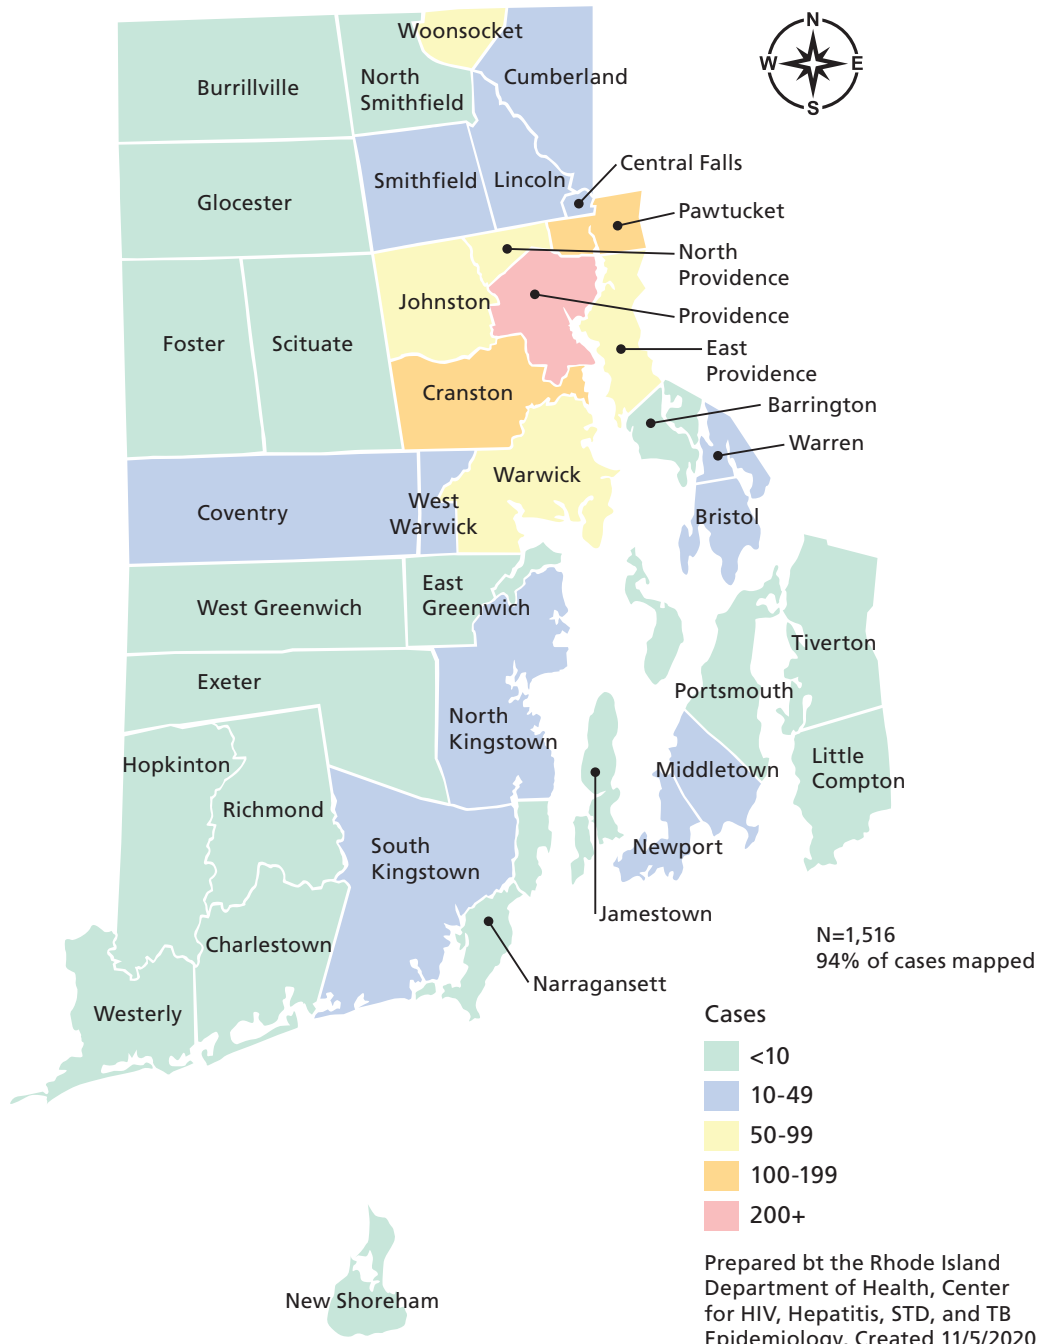 N
W
E
S
Woonsocket
Burrillville
North
Smithfield
Cumberland
Central Falls
Smithfield
Lincoln
Glocester
Pawtucket
North
Providence
Johnston
Providence
Foster
Scituate
East
Providence
Cranston
Barrington
Warren
Warwick
Coventry
West
Warwick
Bristol
East
Greenwich
West Greenwich
Tiverton
Exeter
Portsmouth
North
Kingstown
Hopkinton
Middletown
Little
Compton
Richmond
South
Kingstown
Newport
Jamestown
Charlestown
Narragansett
Westerly
New Shoreham
N=1,516
94% of cases mapped
Cases
<10
10-49
50-99
100-199
200+
Prepared bt the Rhode Island
Department of Health, Center
for HIV, Hepatitis, STD, and TB
Epidemiology, Created 11/5/2020